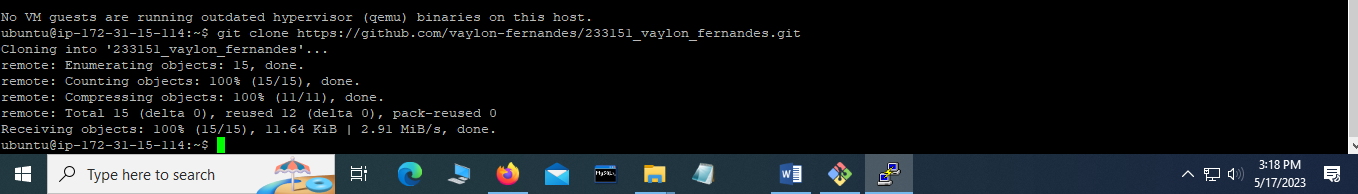 No VM guests are running outdated hypervisor (qemu) binaries on this host.
ubuntu@ip-172-31-15-114:~$ git clone https://github.com/vaylon-fernandes/233151_vaylon_fernandes.git
Cloning into '233151_vaylon_fernandes'...
remote: Enumerating objects: 15, done.
remote: Counting objects: 100% (15/15), done.
remote: Compressing objects: 100% (11/11), done.
remote: Total 15 (delta 0), reused 12 (delta 0), pack-reused 0
Receiving objects: 100% (15/15), 11.64 KiB | 2.91 MiB/s, done.
ubuntu@ip-172-31-15-114:~$
Type here to search
3:18 PM
5/17/2023